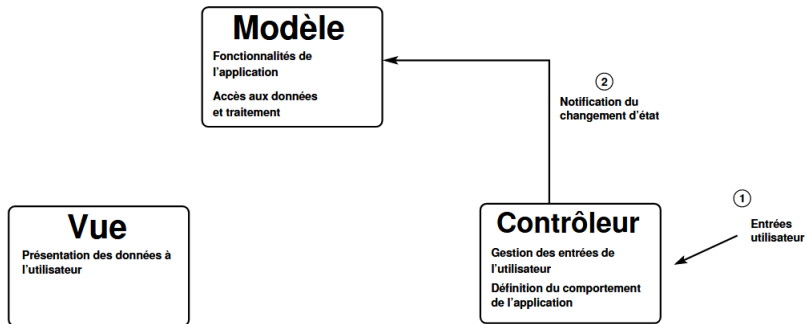 Modèle
Fonctionnalités de
l'application
Accès aux données
et traitement
2
Notification du
changement d'état
1
Entrées
utilisateur
Vue
Présentation des données à
l'utilisateur
Contrôleur
Gestion des entrées de
l'utilisateur
Définition du comportement
de l'application